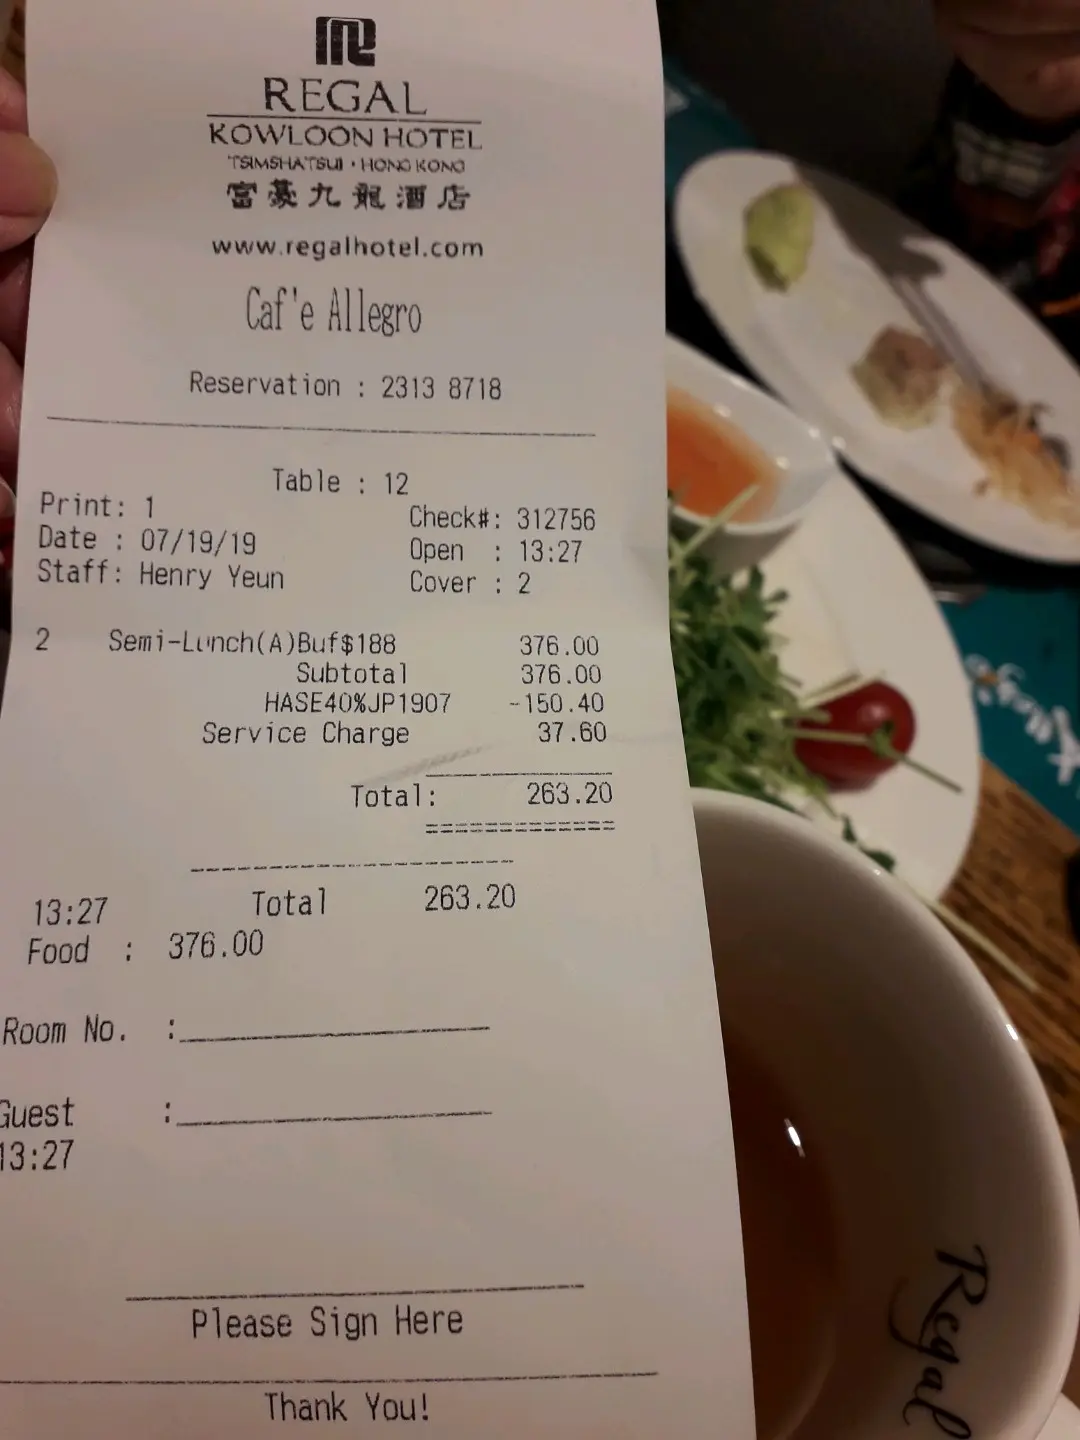 REGAL
KOWLOON HOTEL
TSIMSHATSUI · HONG KONG
富豪九龍酒店
www.regalhotel.com
Caf'e Allegro
Reservation : 2313 8718
Table : 12
Print: 1 Check#: 312756
Date : 07/19/19 Open : 13:27
Staff: Henry Yeun Cover : 2
2 Semi-Lunch(A)Buf$188 376.00
Subtotal 376.00
HASE40%JP1907 -150.40
Service Charge 37.60
Total: 263.20
13:27 Total 263.20
Food : 376.00
Room No. :
Guest :
13:27
Please Sign Here
Thank You!
Regal